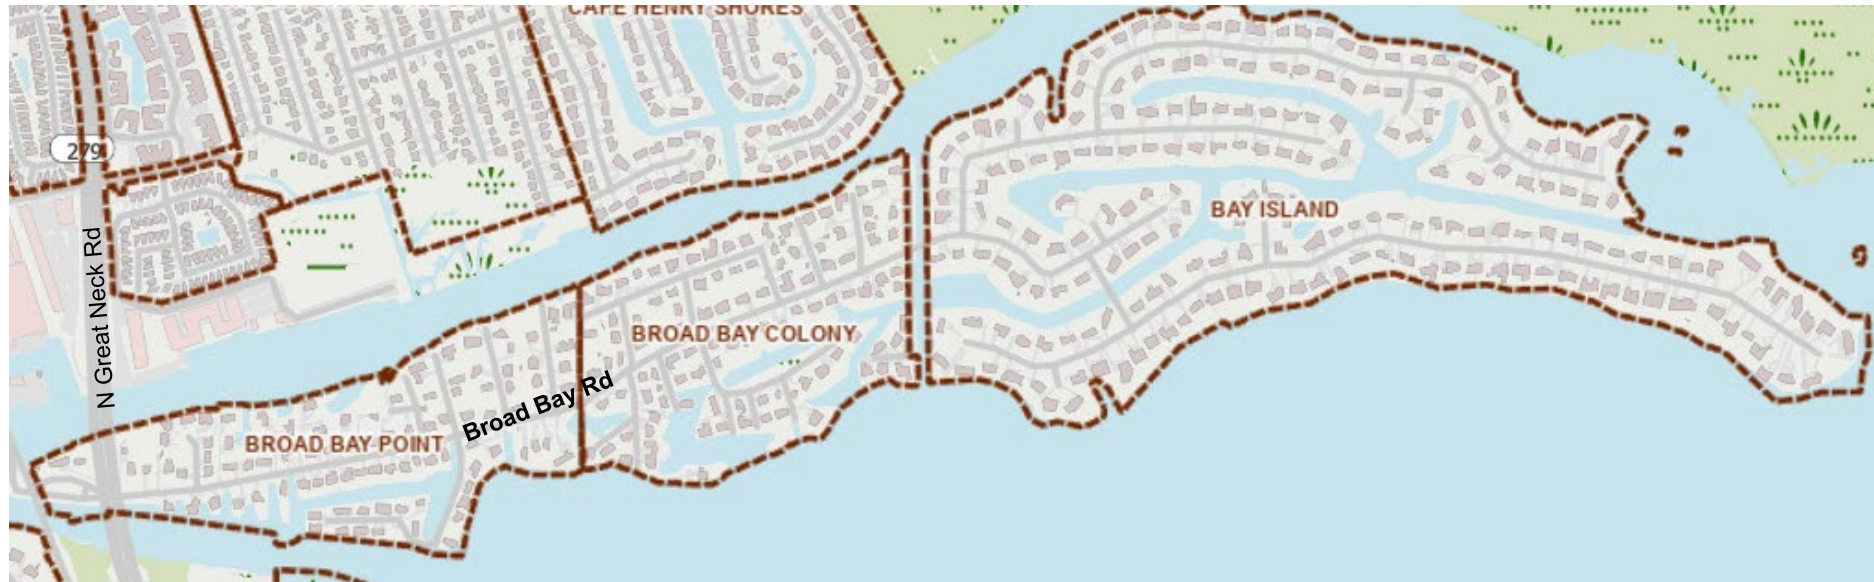 CAPE HENRY SHORES
279
BAY ISLAND
N Great Neck Rd
BROAD BAY COLONY
Broad Bay Rd
BROAD BAY POINT